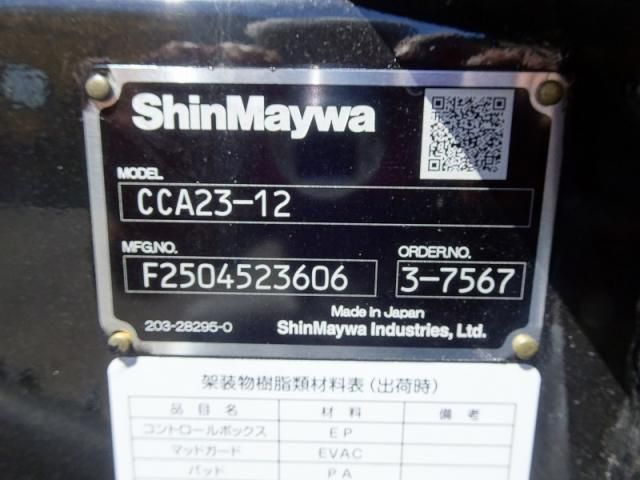 ShinMaywa
MODEL
CCA23-12
MFG.NO. ORDER.NO.
F2504523606 3-7567
Made in Japan
203-28295-0 ShinMaywa Industries, Ltd.
架装物樹脂類材料表(出荷時)
品目名 材料 備考
コントロールボックス EP
マッドガード EVAC
パッド PA